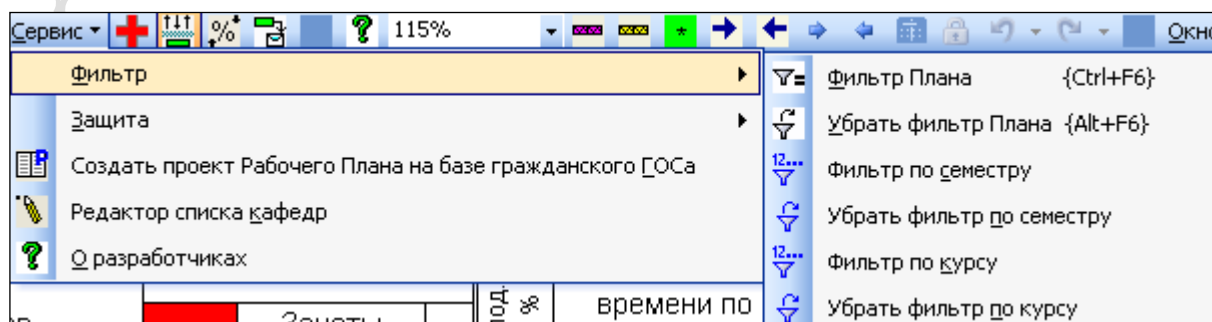 Сервис 115% Окно
Фильтр
Защита
Создать проект Рабочего Плана на базе гражданского ГОСа
Редактор списка кафедр
О разработчиках
Фильтр Плана {Ctrl+F6}
Убрать фильтр Плана {Alt+F6}
Фильтр по семестру
Убрать фильтр по семестру
Фильтр по курсу
Убрать фильтр по курсу
времени по